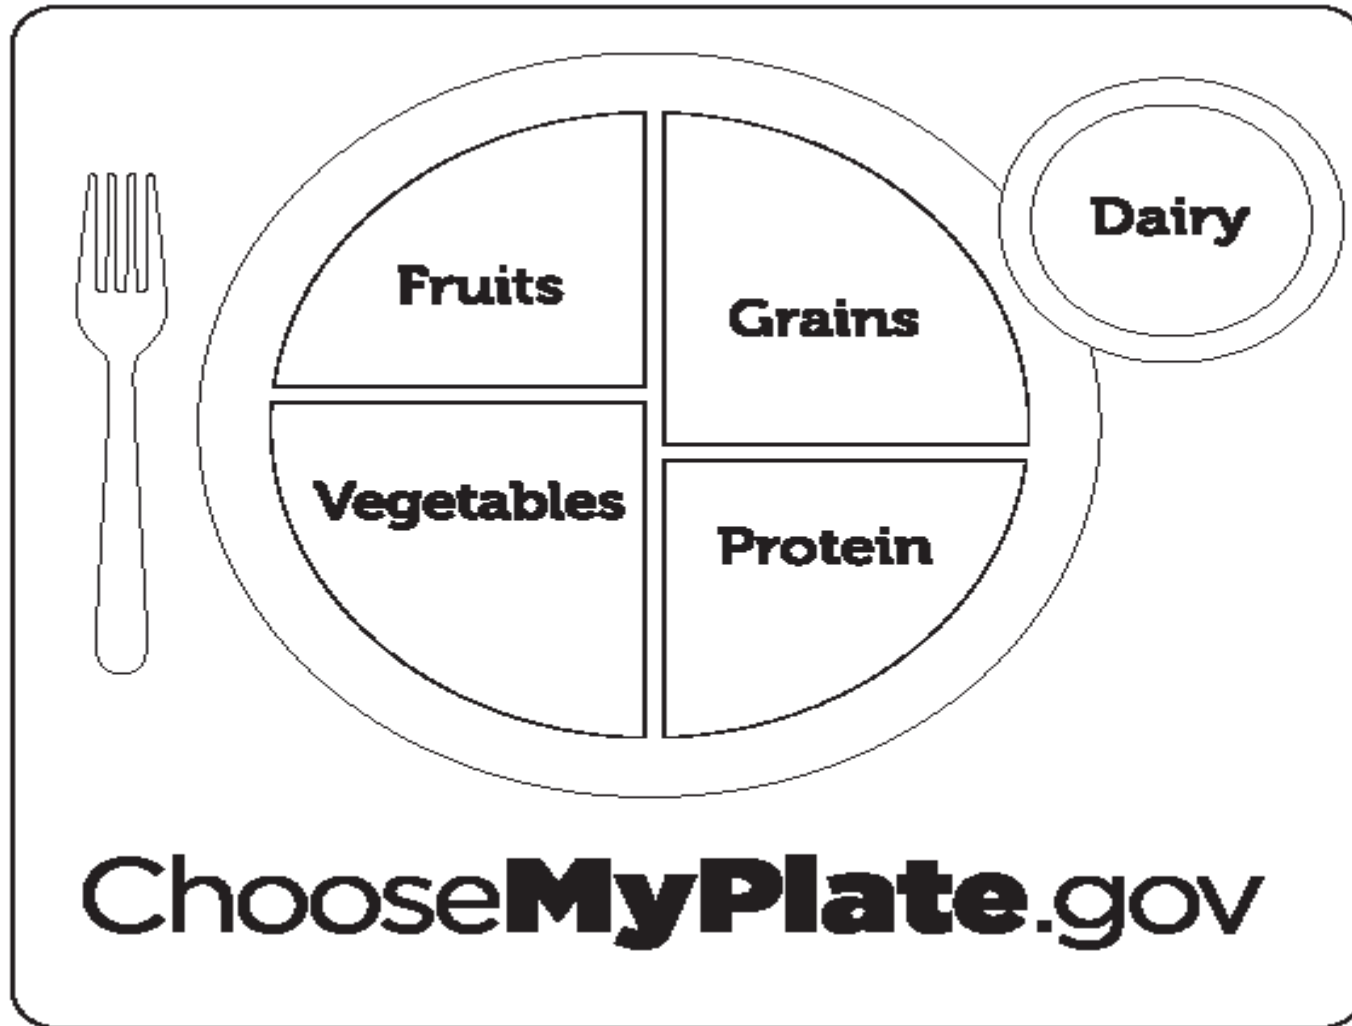 Dairy
Fruits
Grains
Vegetables
Protein
ChooseMyPlate.gov